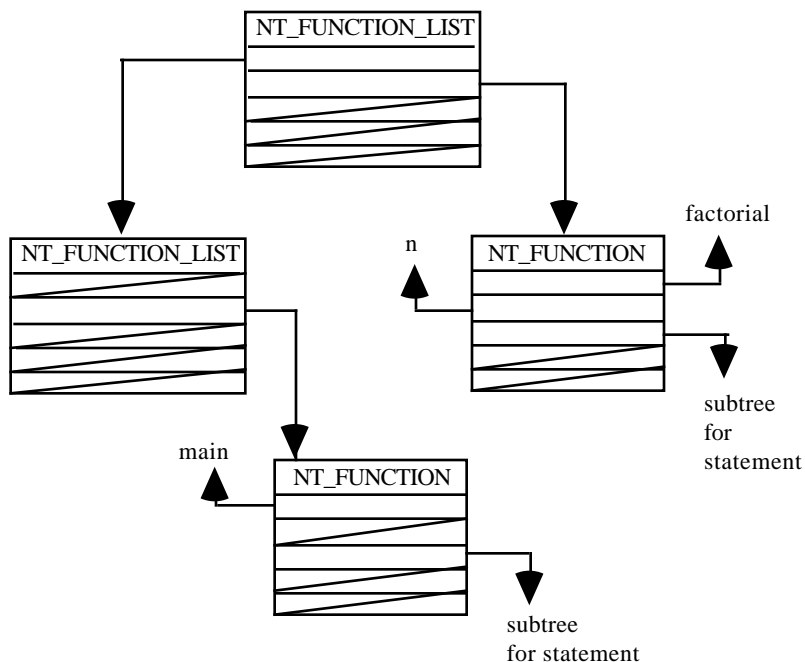 NT_FUNCTION_LIST
factorial
n
NT_FUNCTION_LIST
NT_FUNCTION
subtree
for
statement
main
NT_FUNCTION
subtree
for statement